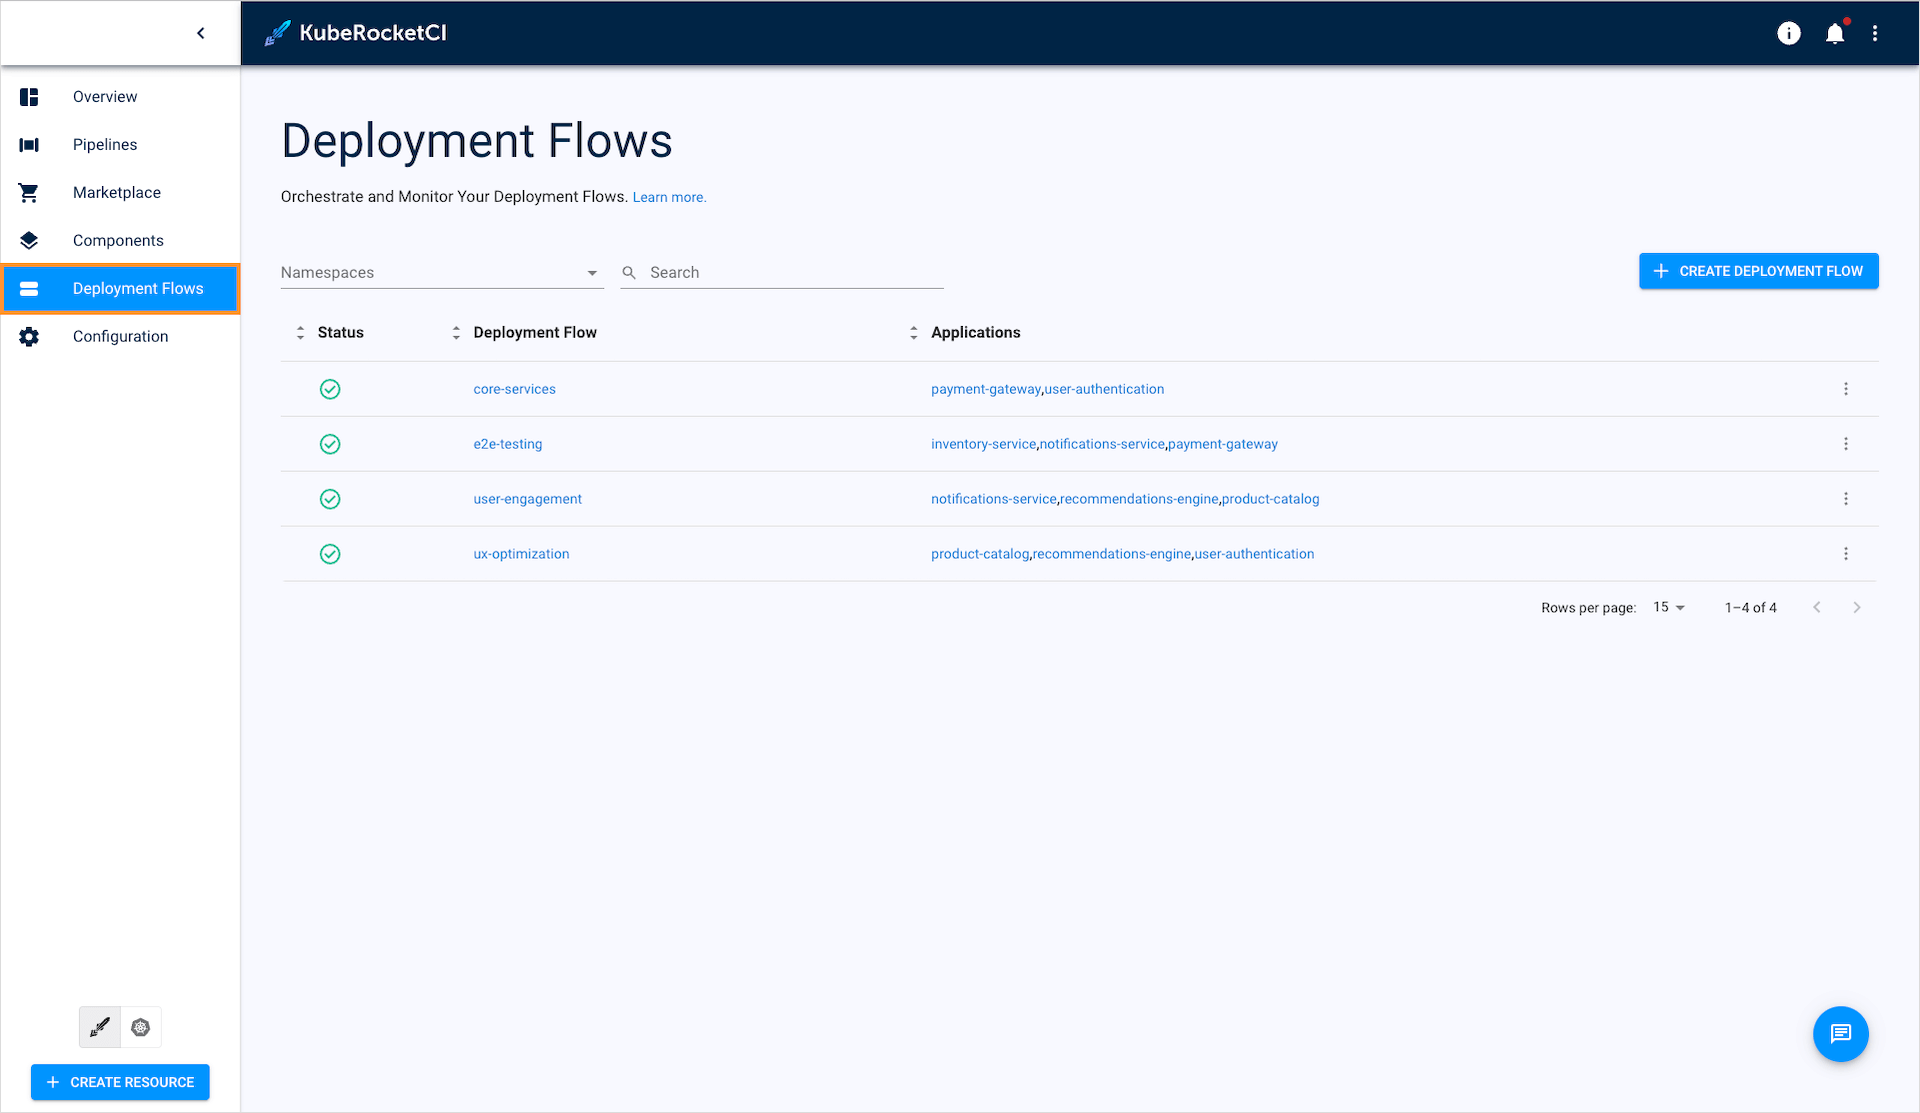 KubeRocketCI
Overview
Pipelines
Marketplace
Components
Deployment Flows
Configuration
CREATE RESOURCE
Deployment Flows
Orchestrate and Monitor Your Deployment Flows. Learn more.
Namespaces
Search
CREATE DEPLOYMENT FLOW
Status Deployment Flow Applications
core-services payment-gateway,user-authentication
e2e-testing inventory-service,notifications-service,payment-gateway
user-engagement notifications-service,recommendations-engine,product-catalog
ux-optimization product-catalog,recommendations-engine,user-authentication
Rows per page: 15 1–4 of 4